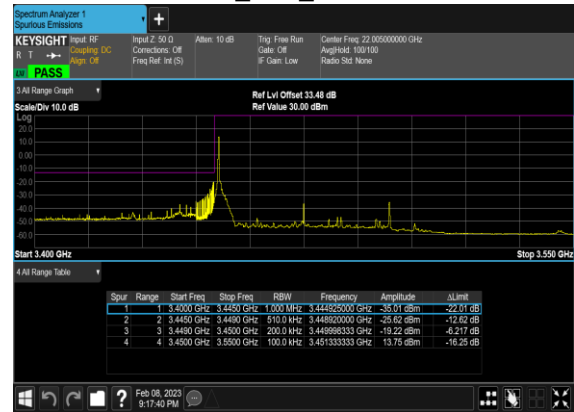 Spectrum Analyzer 1
Spurious Emissions
+
KEYSIGHT Input: RF Input Z: 50 Ω Atten: 10 dB Trig: Free Run Center Freq: 22.005000000 GHz
Coupling: DC Corrections: Off Gate: Off Avg|Hold: 100/100
R T Align: Off Freq Ref: Int (S) IF Gain: Low Radio Std: None
PASS
3 All Range Graph
Ref Lvl Offset 33.48 dB
Scale/Div 10.0 dB Ref Value 30.00 dBm
Log
20.0
10.0
0.00
-10.0
-20.0
-30.0
-40.0
-50.0
-60.0
Start 3.400 GHz Stop 3.550 GHz
4 All Range Table
Spur Range Start Freq Stop Freq RBW Frequency Amplitude ΔLimit
1 1 3.4000 GHz 3.4450 GHz 1.000 MHz 3.444925000 GHz -35.01 dBm -22.01 dB
2 2 3.4450 GHz 3.4490 GHz 510.0 kHz 3.448920000 GHz -25.62 dBm -12.62 dB
3 3 3.4490 GHz 3.4500 GHz 200.0 kHz 3.449998333 GHz -19.22 dBm -6.217 dB
4 4 3.4500 GHz 3.5500 GHz 100.0 kHz 3.451333333 GHz 13.75 dBm -16.25 dB
? Feb 08, 2023
9:17:40 PM